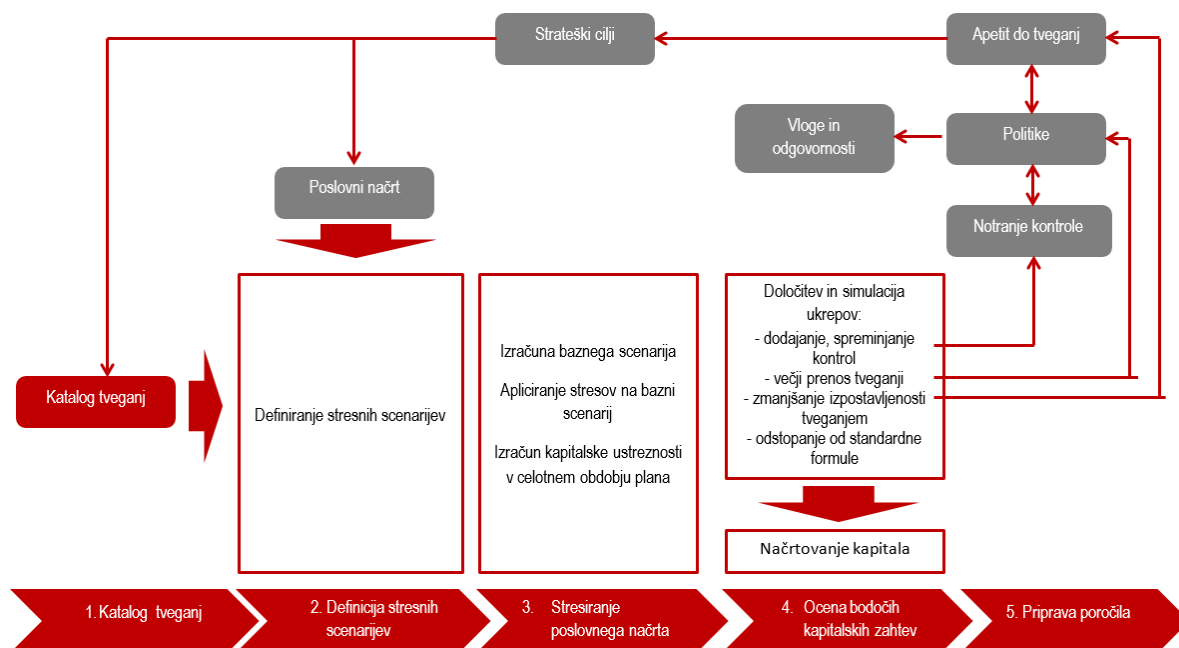 Strateški cilji
Apetit do tveganj
Vloge in
odgovornosti
Politike
Poslovni načrt
Notranje kontrole
Katalog tveganj
Definiranje stresnih scenarijev
Izračuna baznega scenarija
Apliciranje stresov na bazni
scenarij
Izračun kapitalske ustreznosti
v celotnem obdobju plana
Določitev in simulacija
ukrepov:
- dodajanje, spreminjanje
kontrol
- večji prenos tveganji
- zmanjšanje izpostavljenosti
tveganjem
- odstopanje od standardne
formule
Načrtovanje kapitala
1. Katalog tveganj
2. Definicija stresnih
scenarijev
3. Stresiranje
poslovnega načrta
4. Ocena bodočih
kapitalskih zahtev
5. Priprava poročila